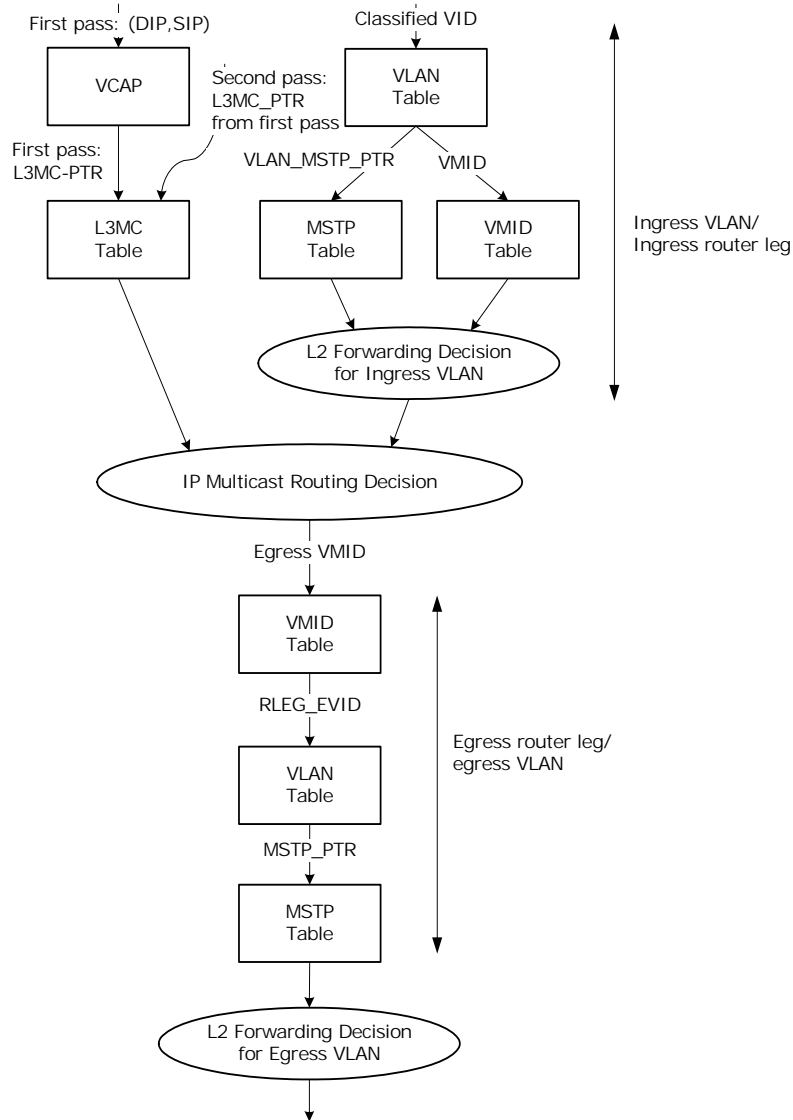 First pass: (DIP,SIP)
Classified VID
VCAP
Second pass:
L3MC_PTR
from first pass
VLAN
Table
First pass:
L3MC-PTR
VLAN_MSTP_PTR
VMID
L3MC
Table
MSTP
Table
VMID
Table
Ingress VLAN/
Ingress router leg
L2 Forwarding Decision
for Ingress VLAN
IP Multicast Routing Decision
Egress VMID
VMID
Table
RLEG_EVID
Egress router leg/
egress VLAN
VLAN
Table
MSTP_PTR
MSTP
Table
L2 Forwarding Decision
for Egress VLAN